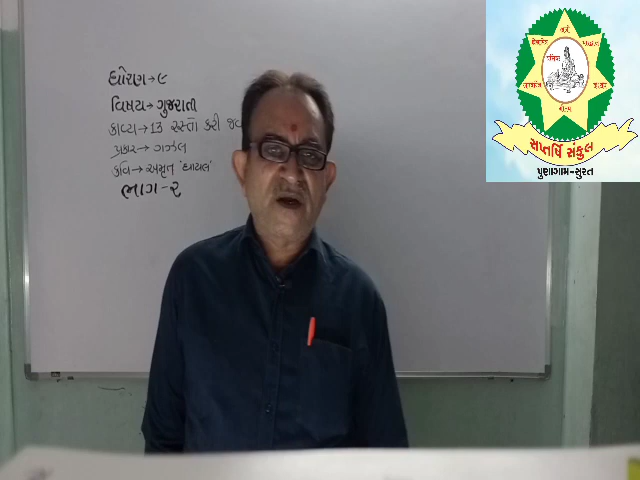 ધોરણ→૯
વિષય→ગુજરાતી
કાવ્ય→13 રસ્તો કરી જવ
પ્રકાર→ગઝલ
કવિ→અમૃત 'ઘાયલ'
ભાગ-૨
સપ્તર્ષિ સંકુલ
પુણાગામ-સુરત